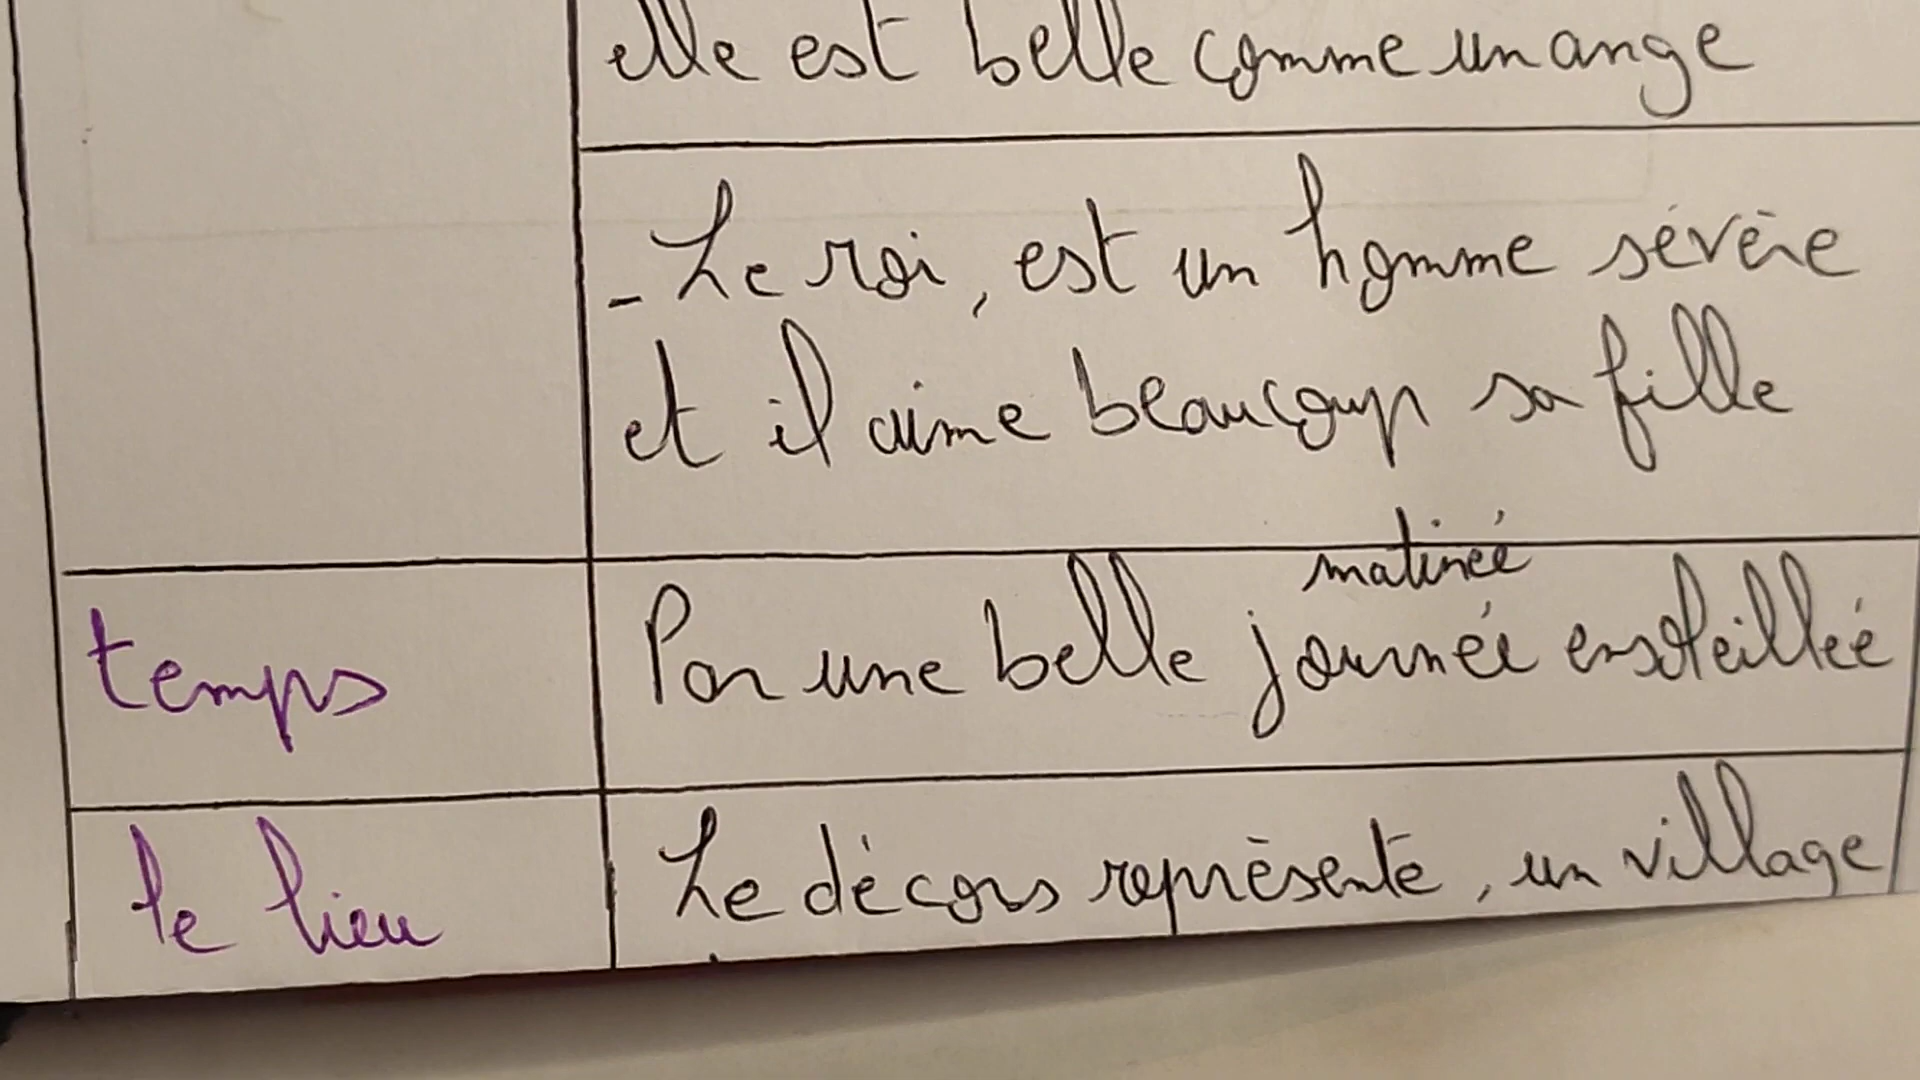 elle est belle comme un ange
- Le roi, est un homme sévère
et il aime beaucoup sa fille
matinée
temps Par une belle journée ensoleillée
le lieu Le décors représente, un village